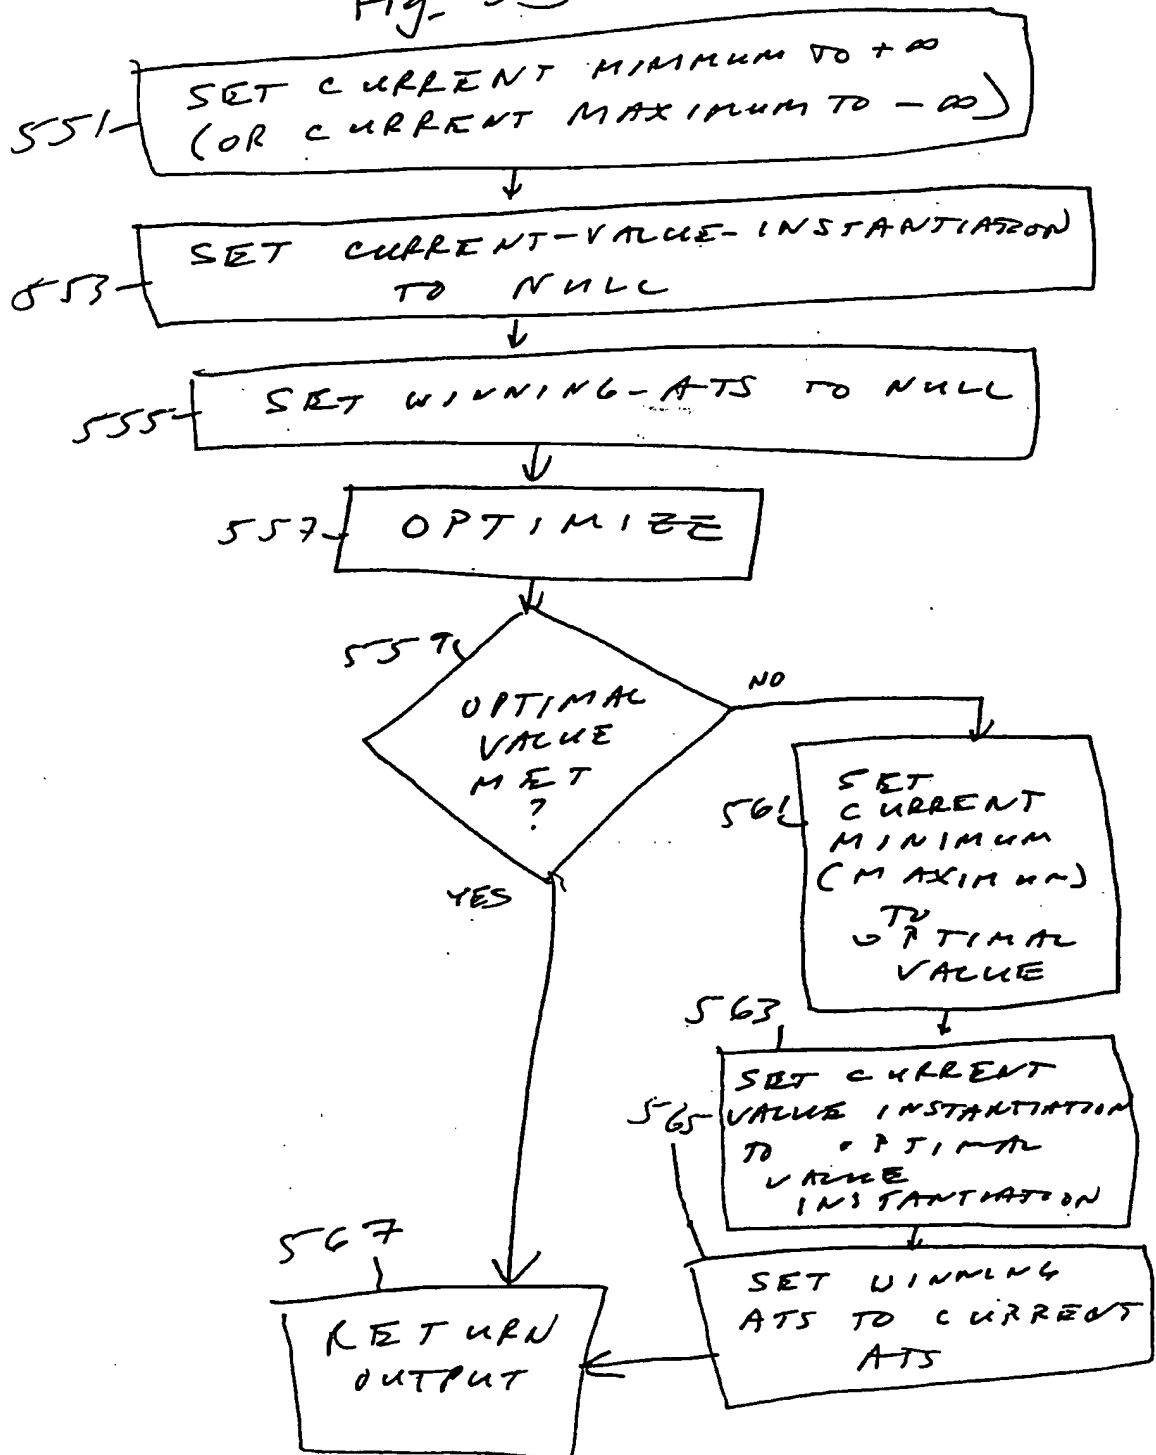 Fig.
SET CURRENT MINIMUM TO +∞
(OR CURRENT MAXIMUM TO -∞)
551
SET CURRENT-VALUE-INSTANTIATION
TO NULL
553
SET WINNING-ATS TO NULL
555
557
OPTIMIZE
559
OPTIMAL
VALUE
MET
?
NO
YES
561
SET
CURRENT
MINIMUM
(MAXIMUM)
TO
OPTIMAL
VALUE
563
SET CURRENT
VALUE INSTANTIATION
TO OPTIMAL
VALUE
INSTANTIATION
565
SET WINNING
ATS TO CURRENT
ATS
567
RETURN
OUTPUT